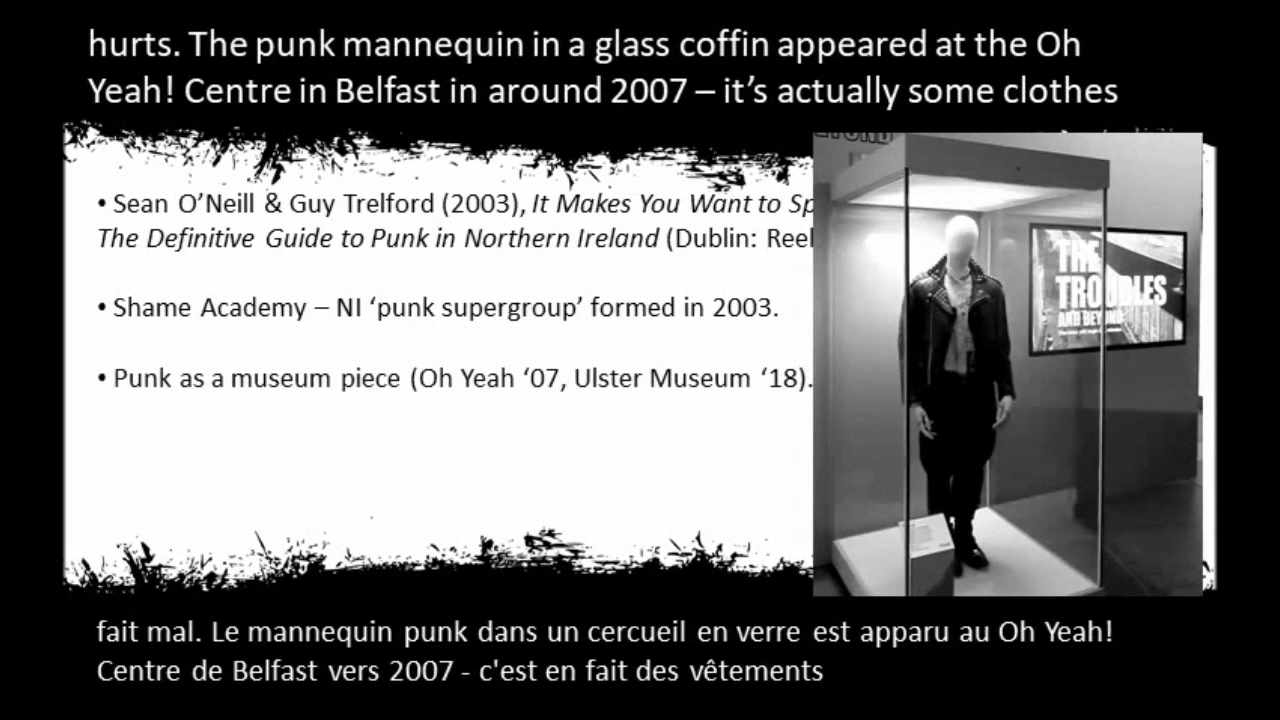 hurts. The punk mannequin in a glass coffin appeared at the Oh
Yeah! Centre in Belfast in around 2007 – it’s actually some clothes
• Sean O’Neill & Guy Trelford (2003), It Makes You Want to Sp
The Definitive Guide to Punk in Northern Ireland (Dublin: Reel
• Shame Academy – NI ‘punk supergroup’ formed in 2003.
• Punk as a museum piece (Oh Yeah ‘07, Ulster Museum ‘18).
THE
TROUBLES
AND BEYOND
fait mal. Le mannequin punk dans un cercueil en verre est apparu au Oh Yeah!
Centre de Belfast vers 2007 - c'est en fait des vêtements